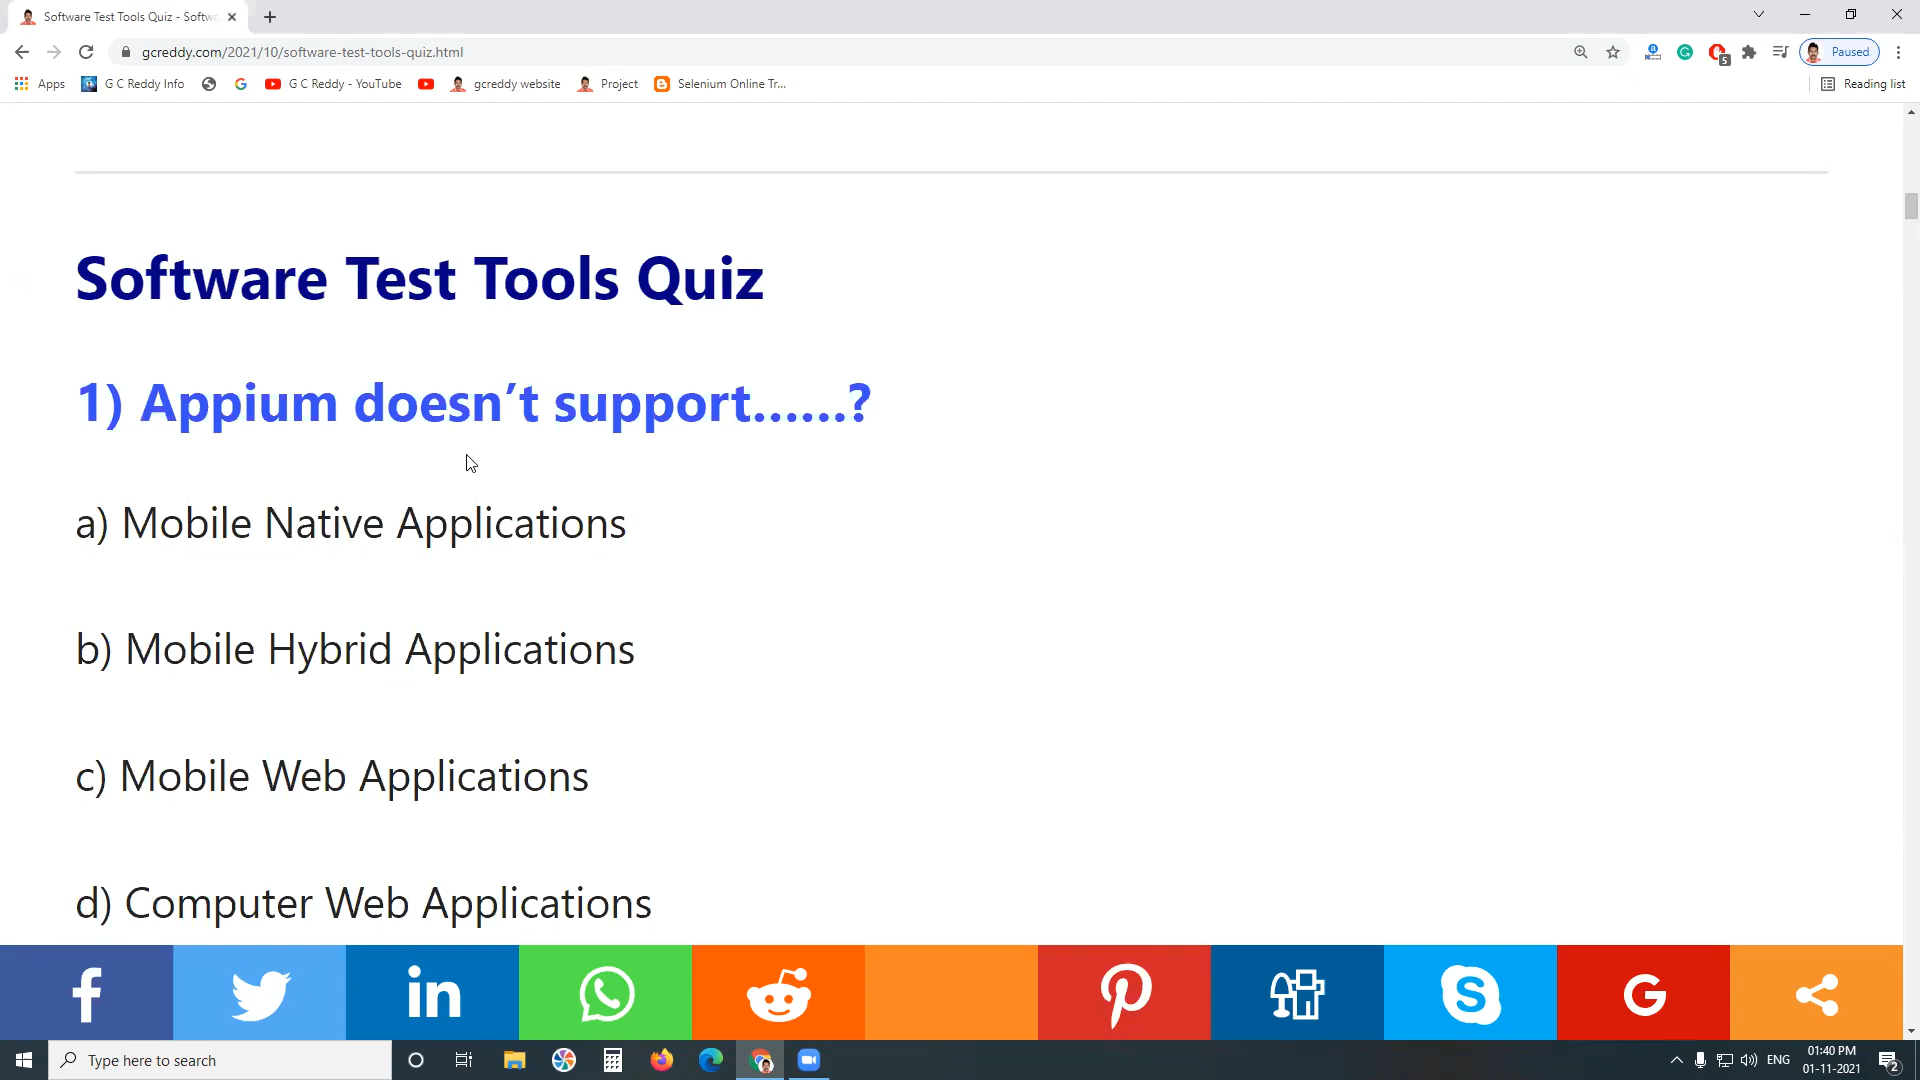 Software Test Tools Quiz - Softw
gcreddy.com/2021/10/software-test-tools-quiz.html
5
Paused
Apps
G C Reddy Info
G C Reddy - YouTube
gcreddy website
Project
Selenium Online Tr...
Reading list
Software Test Tools Quiz
1) Appium doesn’t support......?
a) Mobile Native Applications
b) Mobile Hybrid Applications
c) Mobile Web Applications
d) Computer Web Applications
Type here to search
ENG
01:40 PM
01-11-2021
2